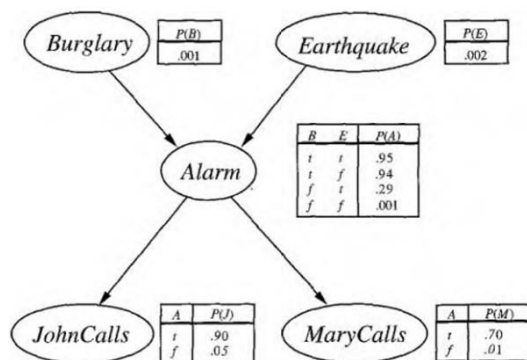 Burglary
P(B)
.001
Earthquake
P(E)
.002
Alarm
B E P(A)
t t .95
t f .94
f t .29
f f .001
JohnCalls
A P(J)
t .90
f .05
MaryCalls
A P(M)
t .70
f .01